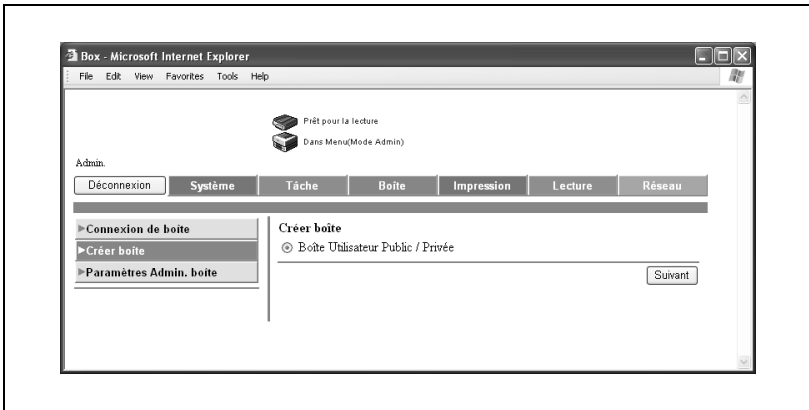 Box - Microsoft Internet Explorer
File Edit View Favorites Tools Help
Prêt pour la lecture
Dans Menu(Mode Admin)
Admin.
Déconnexion Système Tâche Boîte Impression Lecture Réseau
Connexion de boîte
Créer boîte
Paramètres Admin. boîte
Créer boîte
Boîte Utilisateur Public / Privée
Suivant